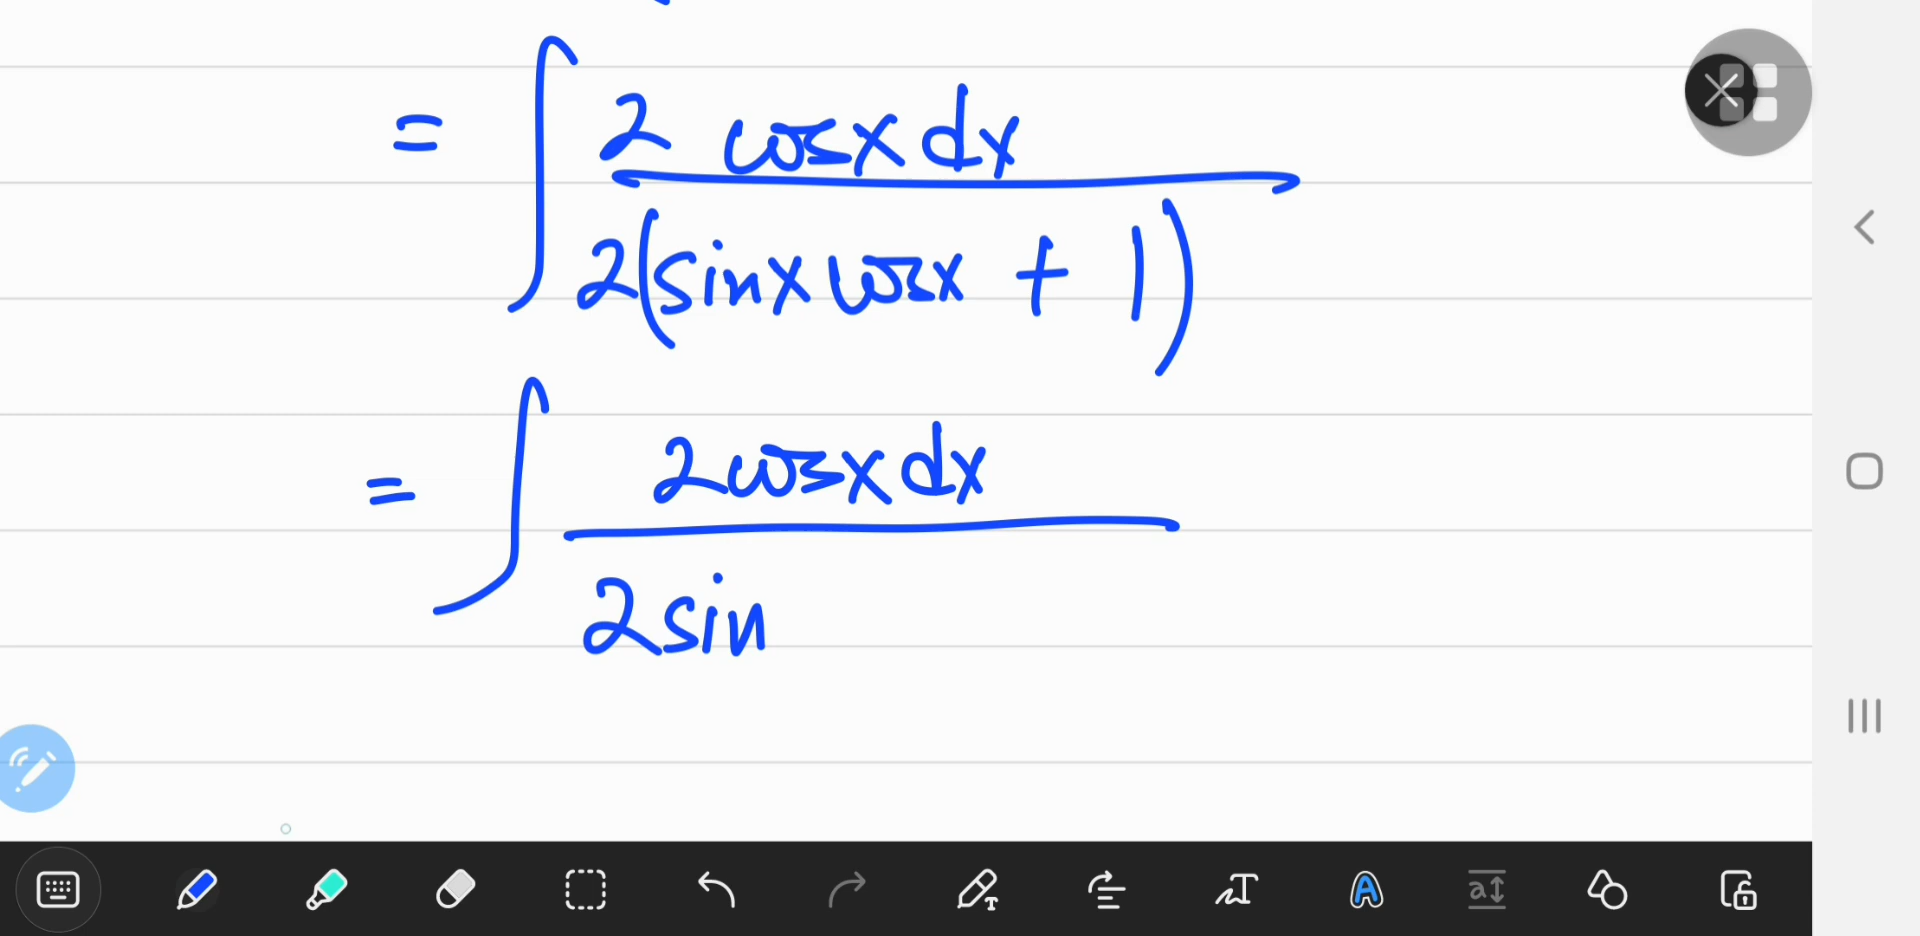 = ∫ 2 cosx dx / 2(sinx cosx + 1)
= ∫ 2cosx dx / 2sin